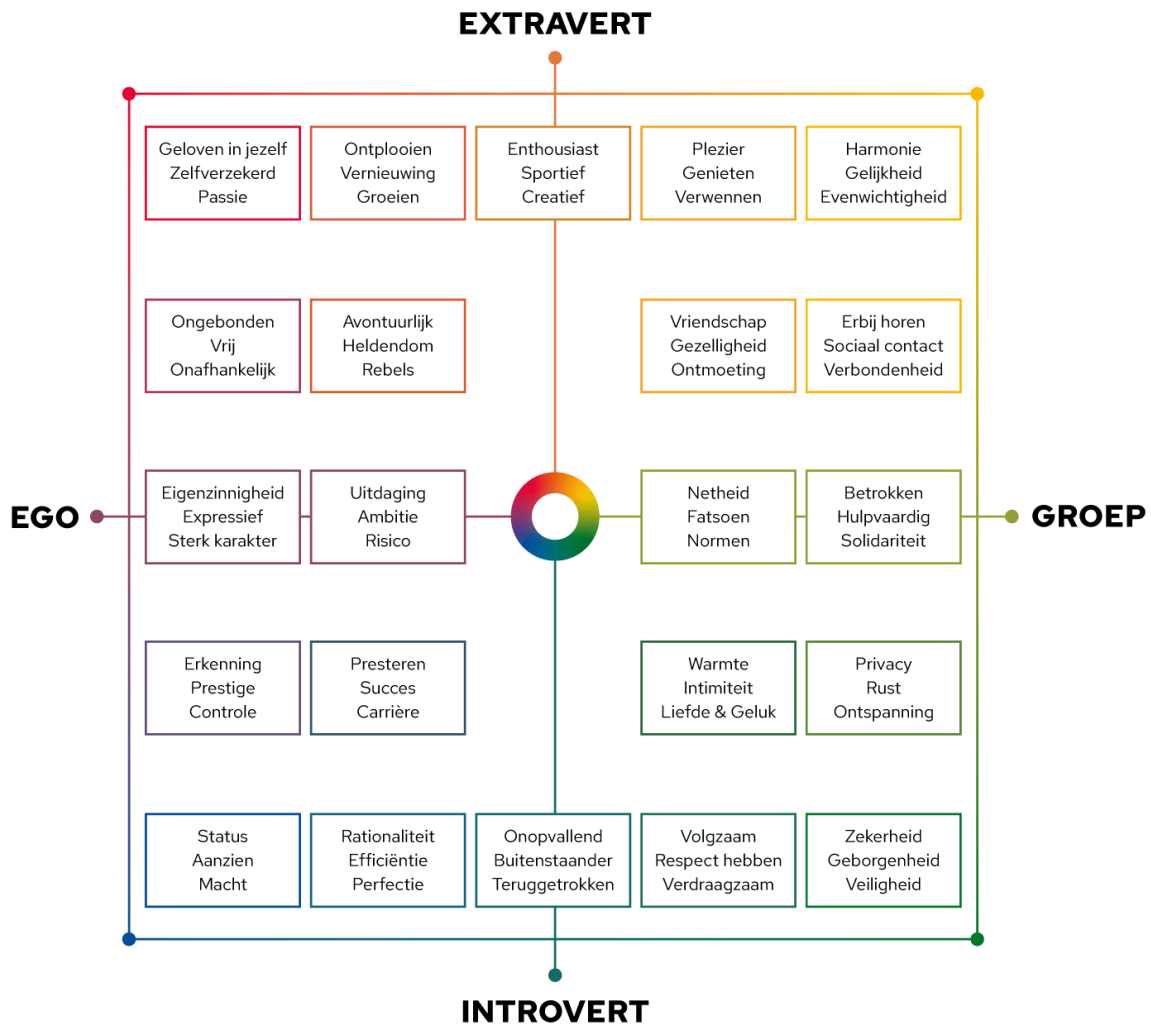 EXTRAVERT
Geloven in jezelf
Zelfverzekerd
Passie
Ontplooien
Vernieuwing
Groeien
Enthousiast
Sportief
Creatief
Plezier
Genieten
Verwennen
Harmonie
Gelijkheid
Evenwichtigheid
Ongebonden
Vrij
Onafhankelijk
Avontuurlijk
Heldendom
Rebels
Vriendschap
Gezelligheid
Ontmoeting
Erbij horen
Sociaal contact
Verbondenheid
EGO
Eigenzinnigheid
Expressief
Sterk karakter
Uitdaging
Ambitie
Risico
Netheid
Fatsoen
Normen
Betrokken
Hulpvaardig
Solidariteit
GROEP
Erkenning
Prestige
Controle
Presteren
Succes
Carrière
Warmte
Intimiteit
Liefde & Geluk
Privacy
Rust
Ontspanning
Status
Aanzien
Macht
Rationaliteit
Efficiëntie
Perfectie
Onopvallend
Buitenstaander
Teruggetrokken
Volgzaam
Respect hebben
Verdraagzaam
Zekerheid
Geborgenheid
Veiligheid
INTROVERT